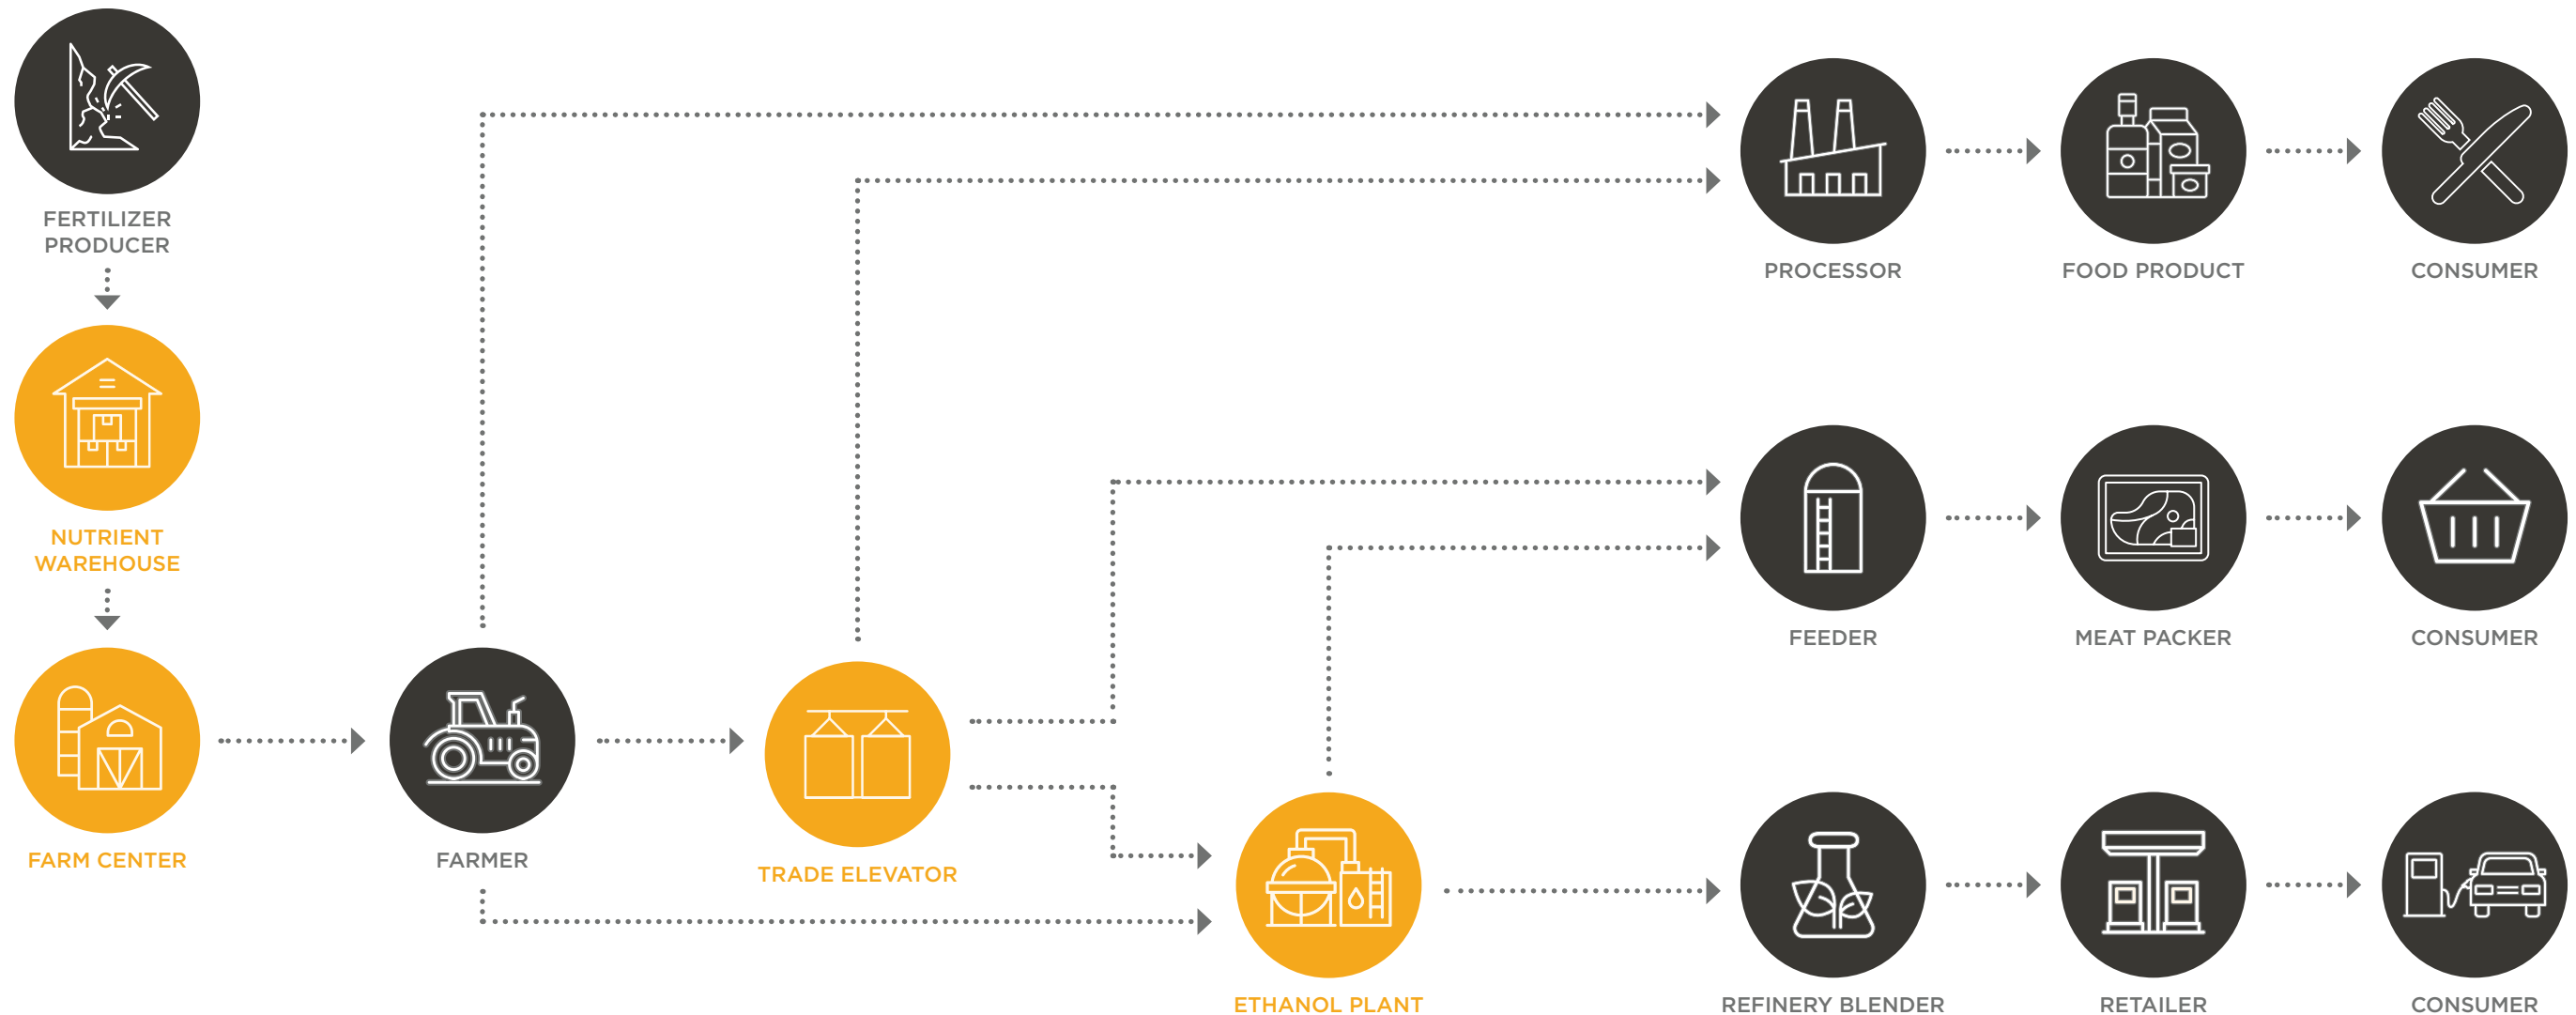 FERTILIZER
PRODUCER
NUTRIENT
WAREHOUSE
FARM CENTER
FARMER
TRADE ELEVATOR
ETHANOL PLANT
PROCESSOR
FOOD PRODUCT
CONSUMER
FEEDER
MEAT PACKER
CONSUMER
REFINERY BLENDER
RETAILER
CONSUMER